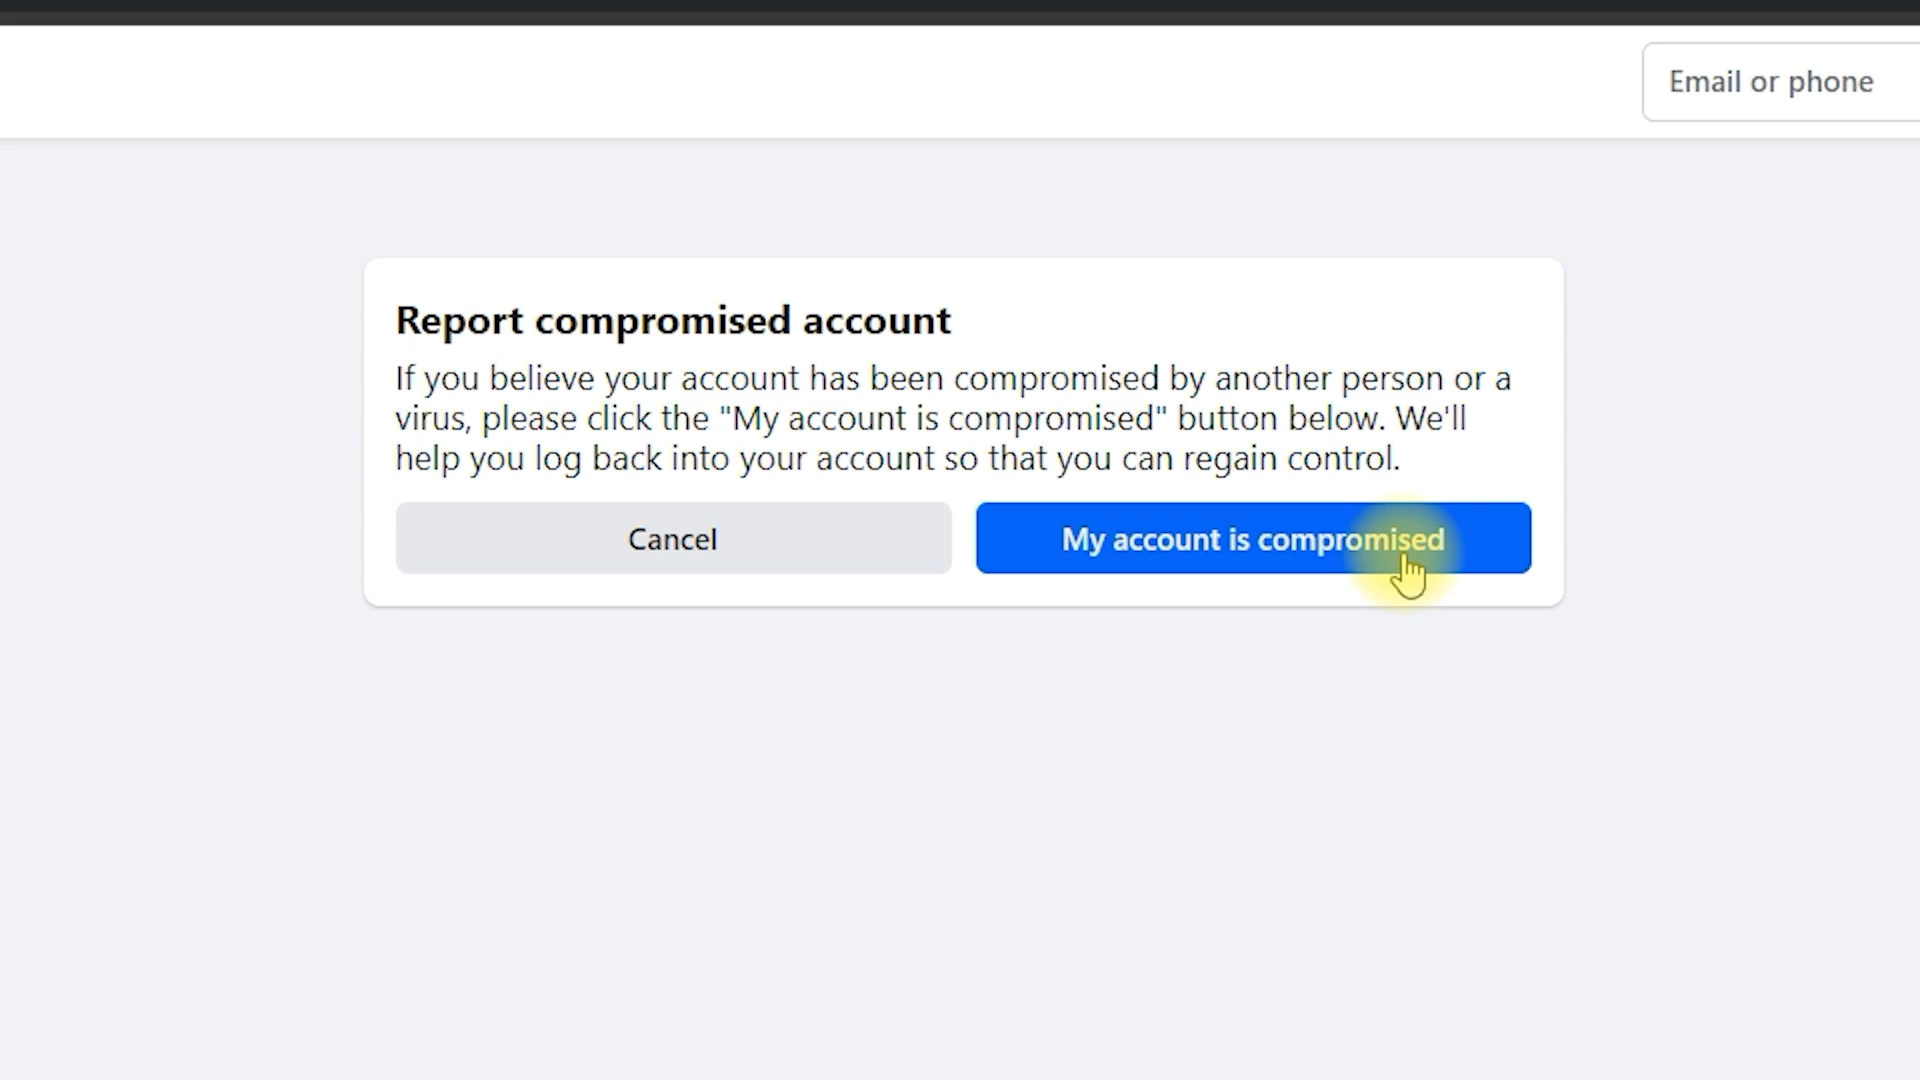 Email or phone
Report compromised account
If you believe your account has been compromised by another person or a
virus, please click the "My account is compromised" button below. We'll
help you log back into your account so that you can regain control.
Cancel
My account is compromised